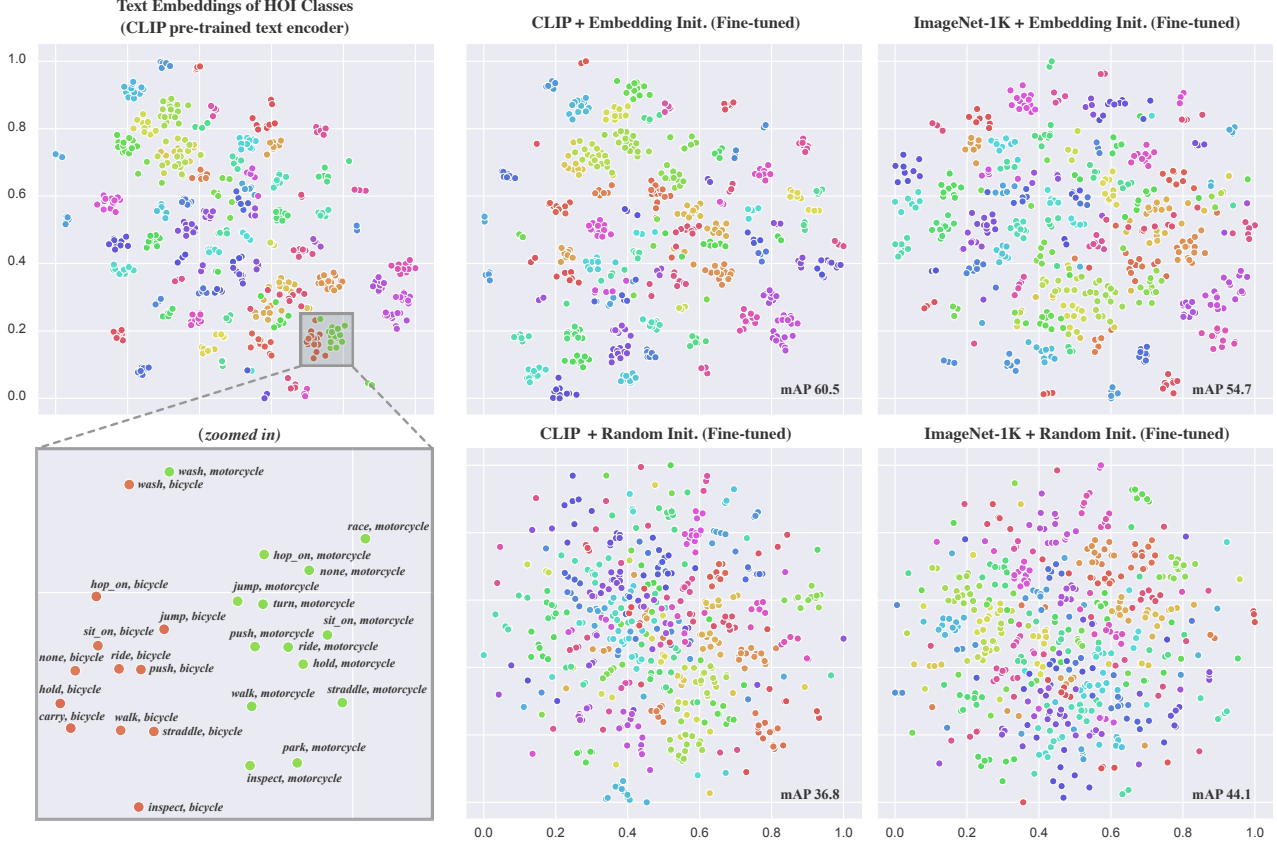 Text Embeddings of HOI Classes
(CLIP pre-trained text encoder)
CLIP + Embedding Init. (Fine-tuned)
ImageNet-1K + Embedding Init. (Fine-tuned)
1.0
0.8
0.6
0.4
0.2
0.0
mAP 60.5
mAP 54.7
(zoomed in)
CLIP + Random Init. (Fine-tuned)
ImageNet-1K + Random Init. (Fine-tuned)
wash, motorcycle
wash, bicycle
race, motorcycle
hop_on, motorcycle
none, motorcycle
hop_on, bicycle
jump, motorcycle
turn, motorcycle
jump, bicycle
sit_on, motorcycle
sit_on, bicycle
push, motorcycle
ride, motorcycle
none, bicycle
ride, bicycle
push, bicycle
hold, motorcycle
hold, bicycle
walk, motorcycle
straddle, motorcycle
carry, bicycle
walk, bicycle
straddle, bicycle
park, motorcycle
inspect, motorcycle
inspect, bicycle
mAP 36.8
mAP 44.1
0.0 0.2 0.4 0.6 0.8 1.0
0.0 0.2 0.4 0.6 0.8 1.0